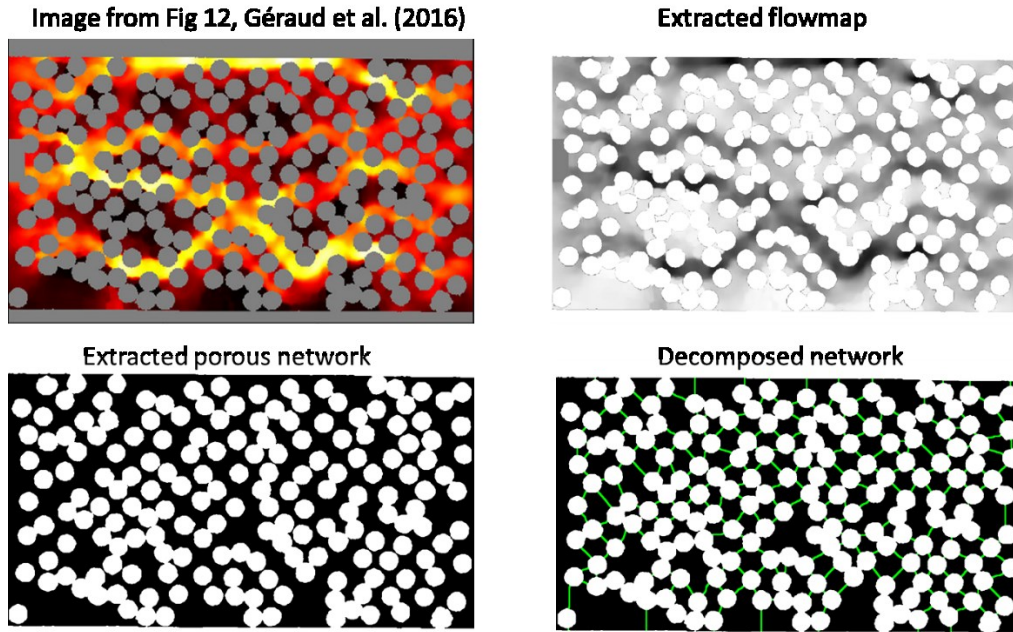 Image from Fig 12, Géraud et al. (2016)
Extracted flowmap
Extracted porous network
Decomposed network